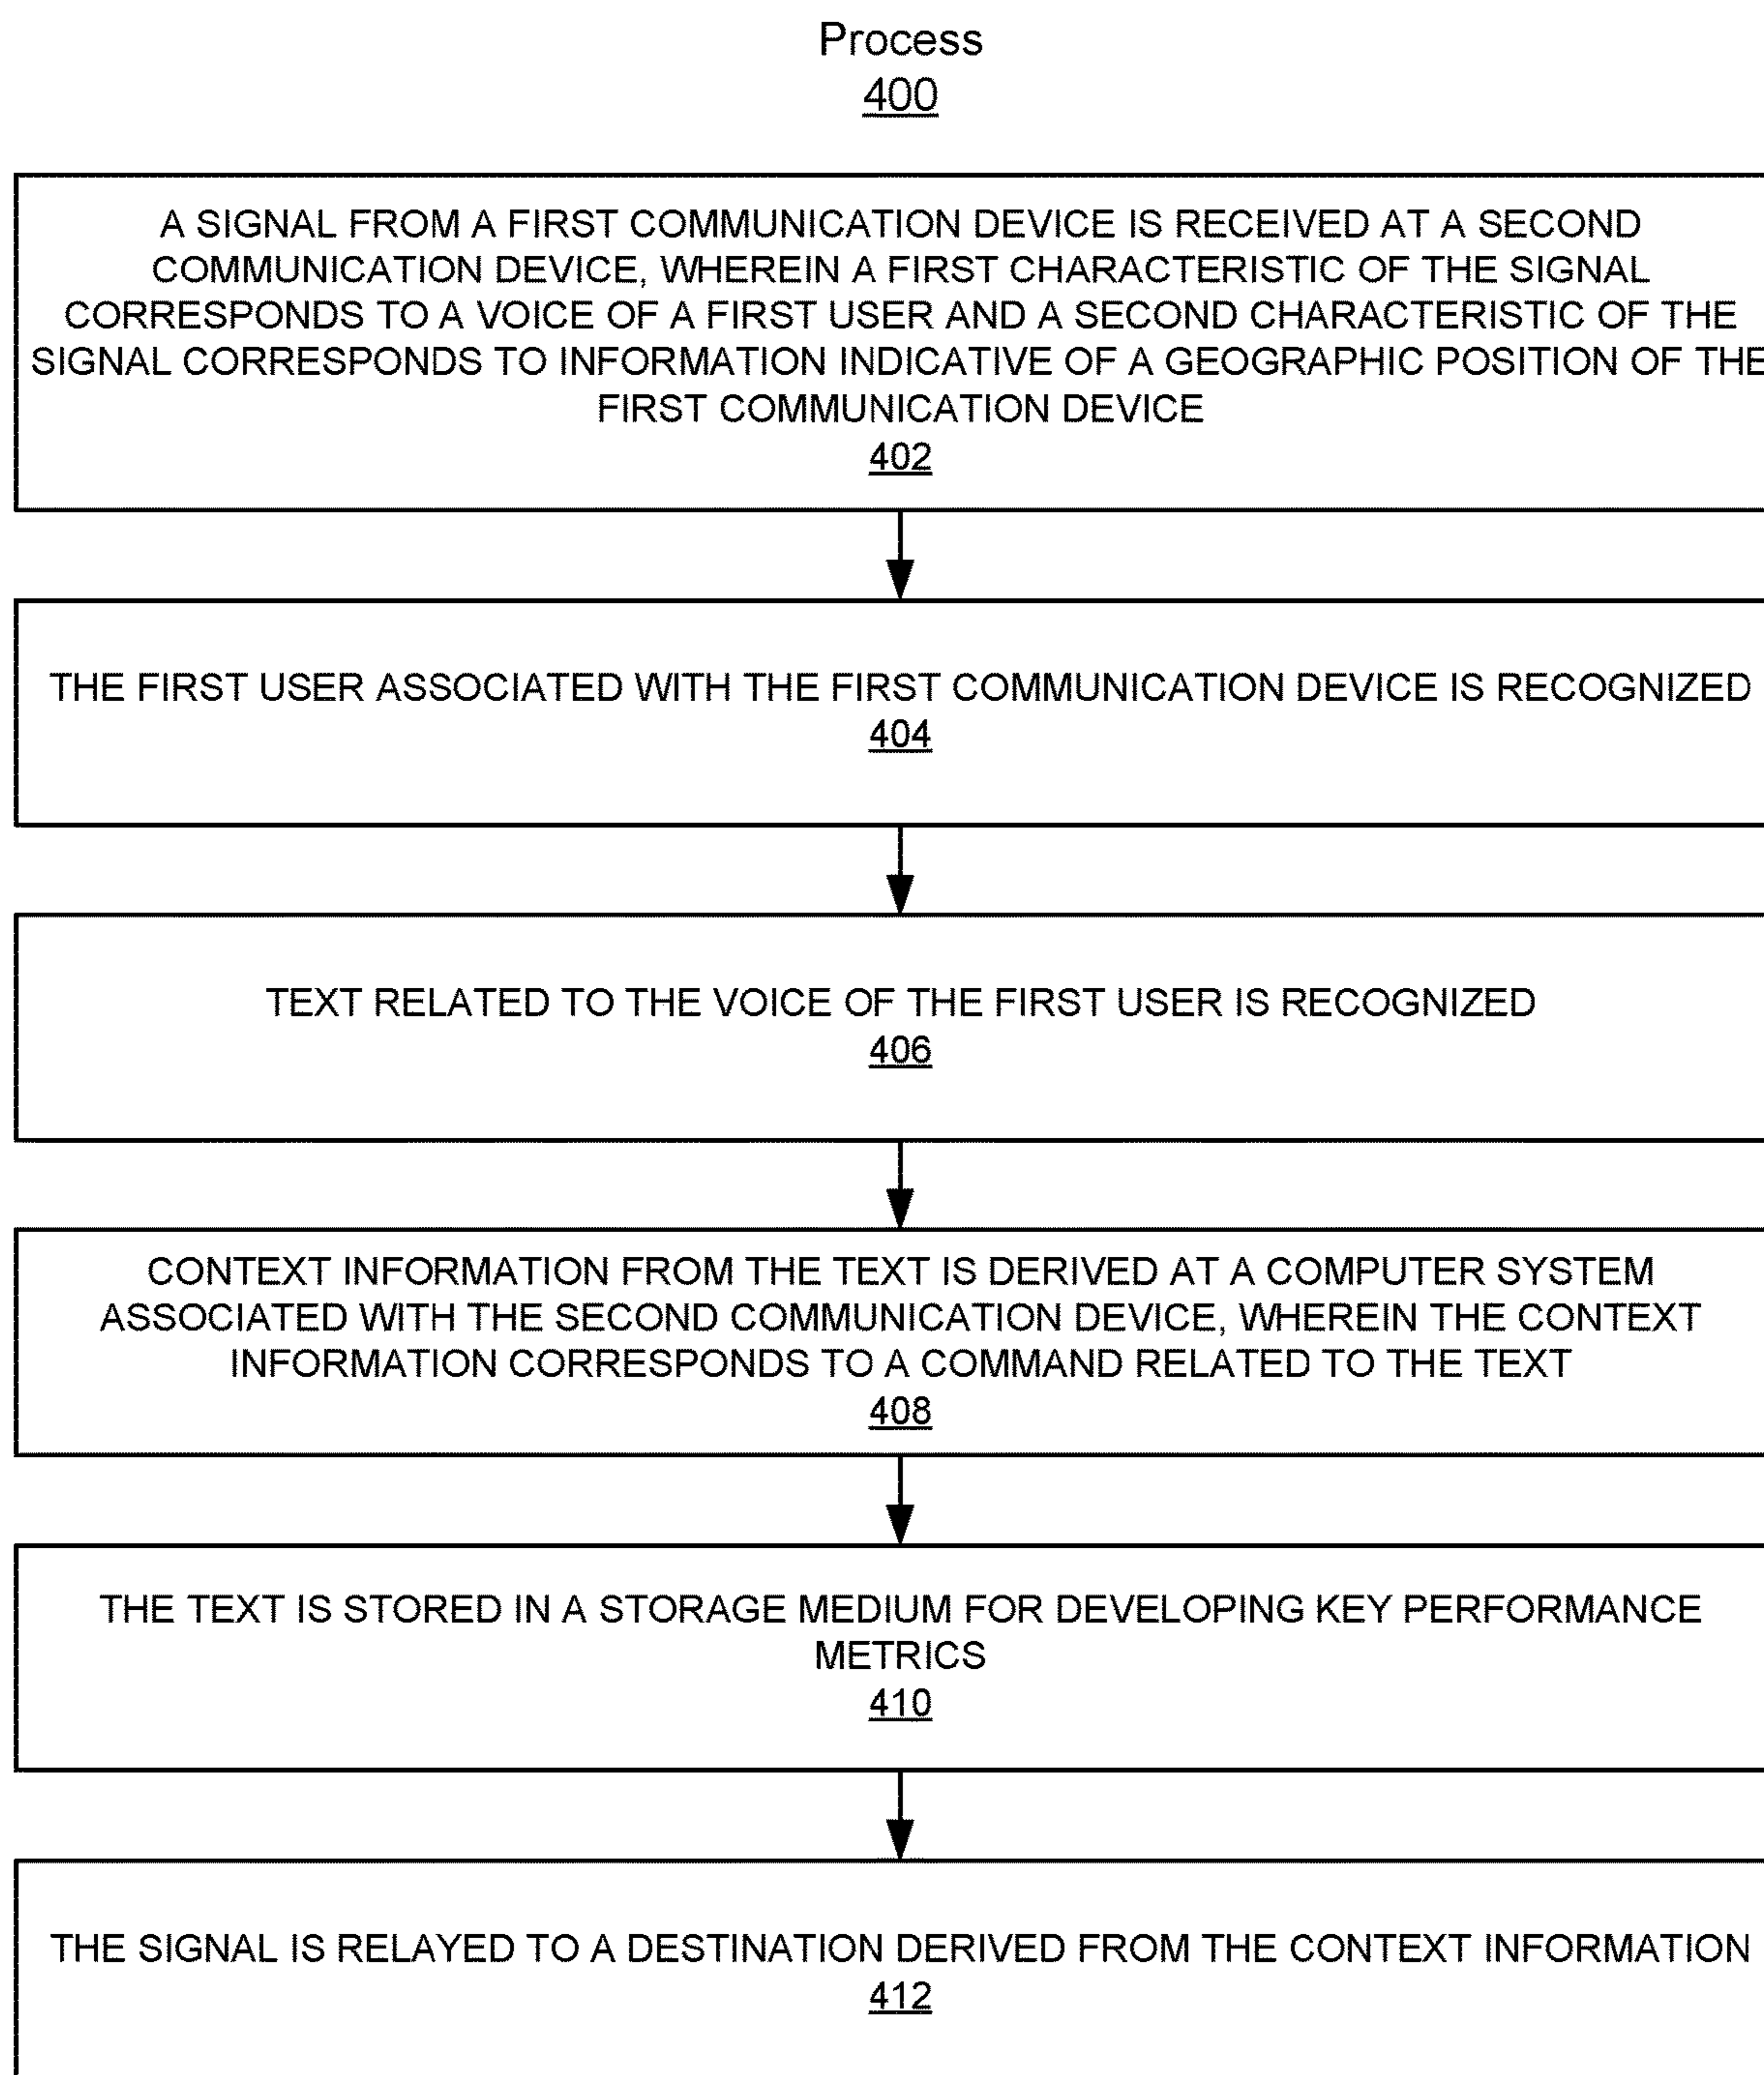 Process
400
A SIGNAL FROM A FIRST COMMUNICATION DEVICE IS RECEIVED AT A SECOND
COMMUNICATION DEVICE, WHEREIN A FIRST CHARACTERISTIC OF THE SIGNAL
CORRESPONDS TO A VOICE OF A FIRST USER AND A SECOND CHARACTERISTIC OF THE
SIGNAL CORRESPONDS TO INFORMATION INDICATIVE OF A GEOGRAPHIC POSITION OF THE
FIRST COMMUNICATION DEVICE
402
THE FIRST USER ASSOCIATED WITH THE FIRST COMMUNICATION DEVICE IS RECOGNIZED
404
TEXT RELATED TO THE VOICE OF THE FIRST USER IS RECOGNIZED
406
CONTEXT INFORMATION FROM THE TEXT IS DERIVED AT A COMPUTER SYSTEM
ASSOCIATED WITH THE SECOND COMMUNICATION DEVICE, WHEREIN THE CONTEXT
INFORMATION CORRESPONDS TO A COMMAND RELATED TO THE TEXT
408
THE TEXT IS STORED IN A STORAGE MEDIUM FOR DEVELOPING KEY PERFORMANCE
METRICS
410
THE SIGNAL IS RELAYED TO A DESTINATION DERIVED FROM THE CONTEXT INFORMATION
412